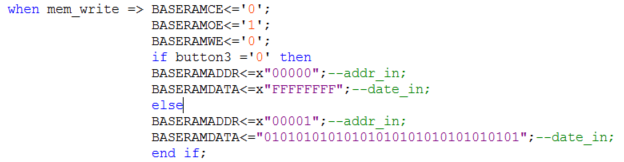 when mem_write => BASERAMCE<='0';
BASERAMOE<='1';
BASERAMWE<='0';
if button3 ='0' then
BASERAMADDR<=x"00000";--addr_in;
BASERAMDATA<=x"FFFFFFFF";--date_in;
else
BASERAMADDR<=x"00001";--addr_in;
BASERAMDATA<="01010101010101010101010101010101";--date_in;
end if;